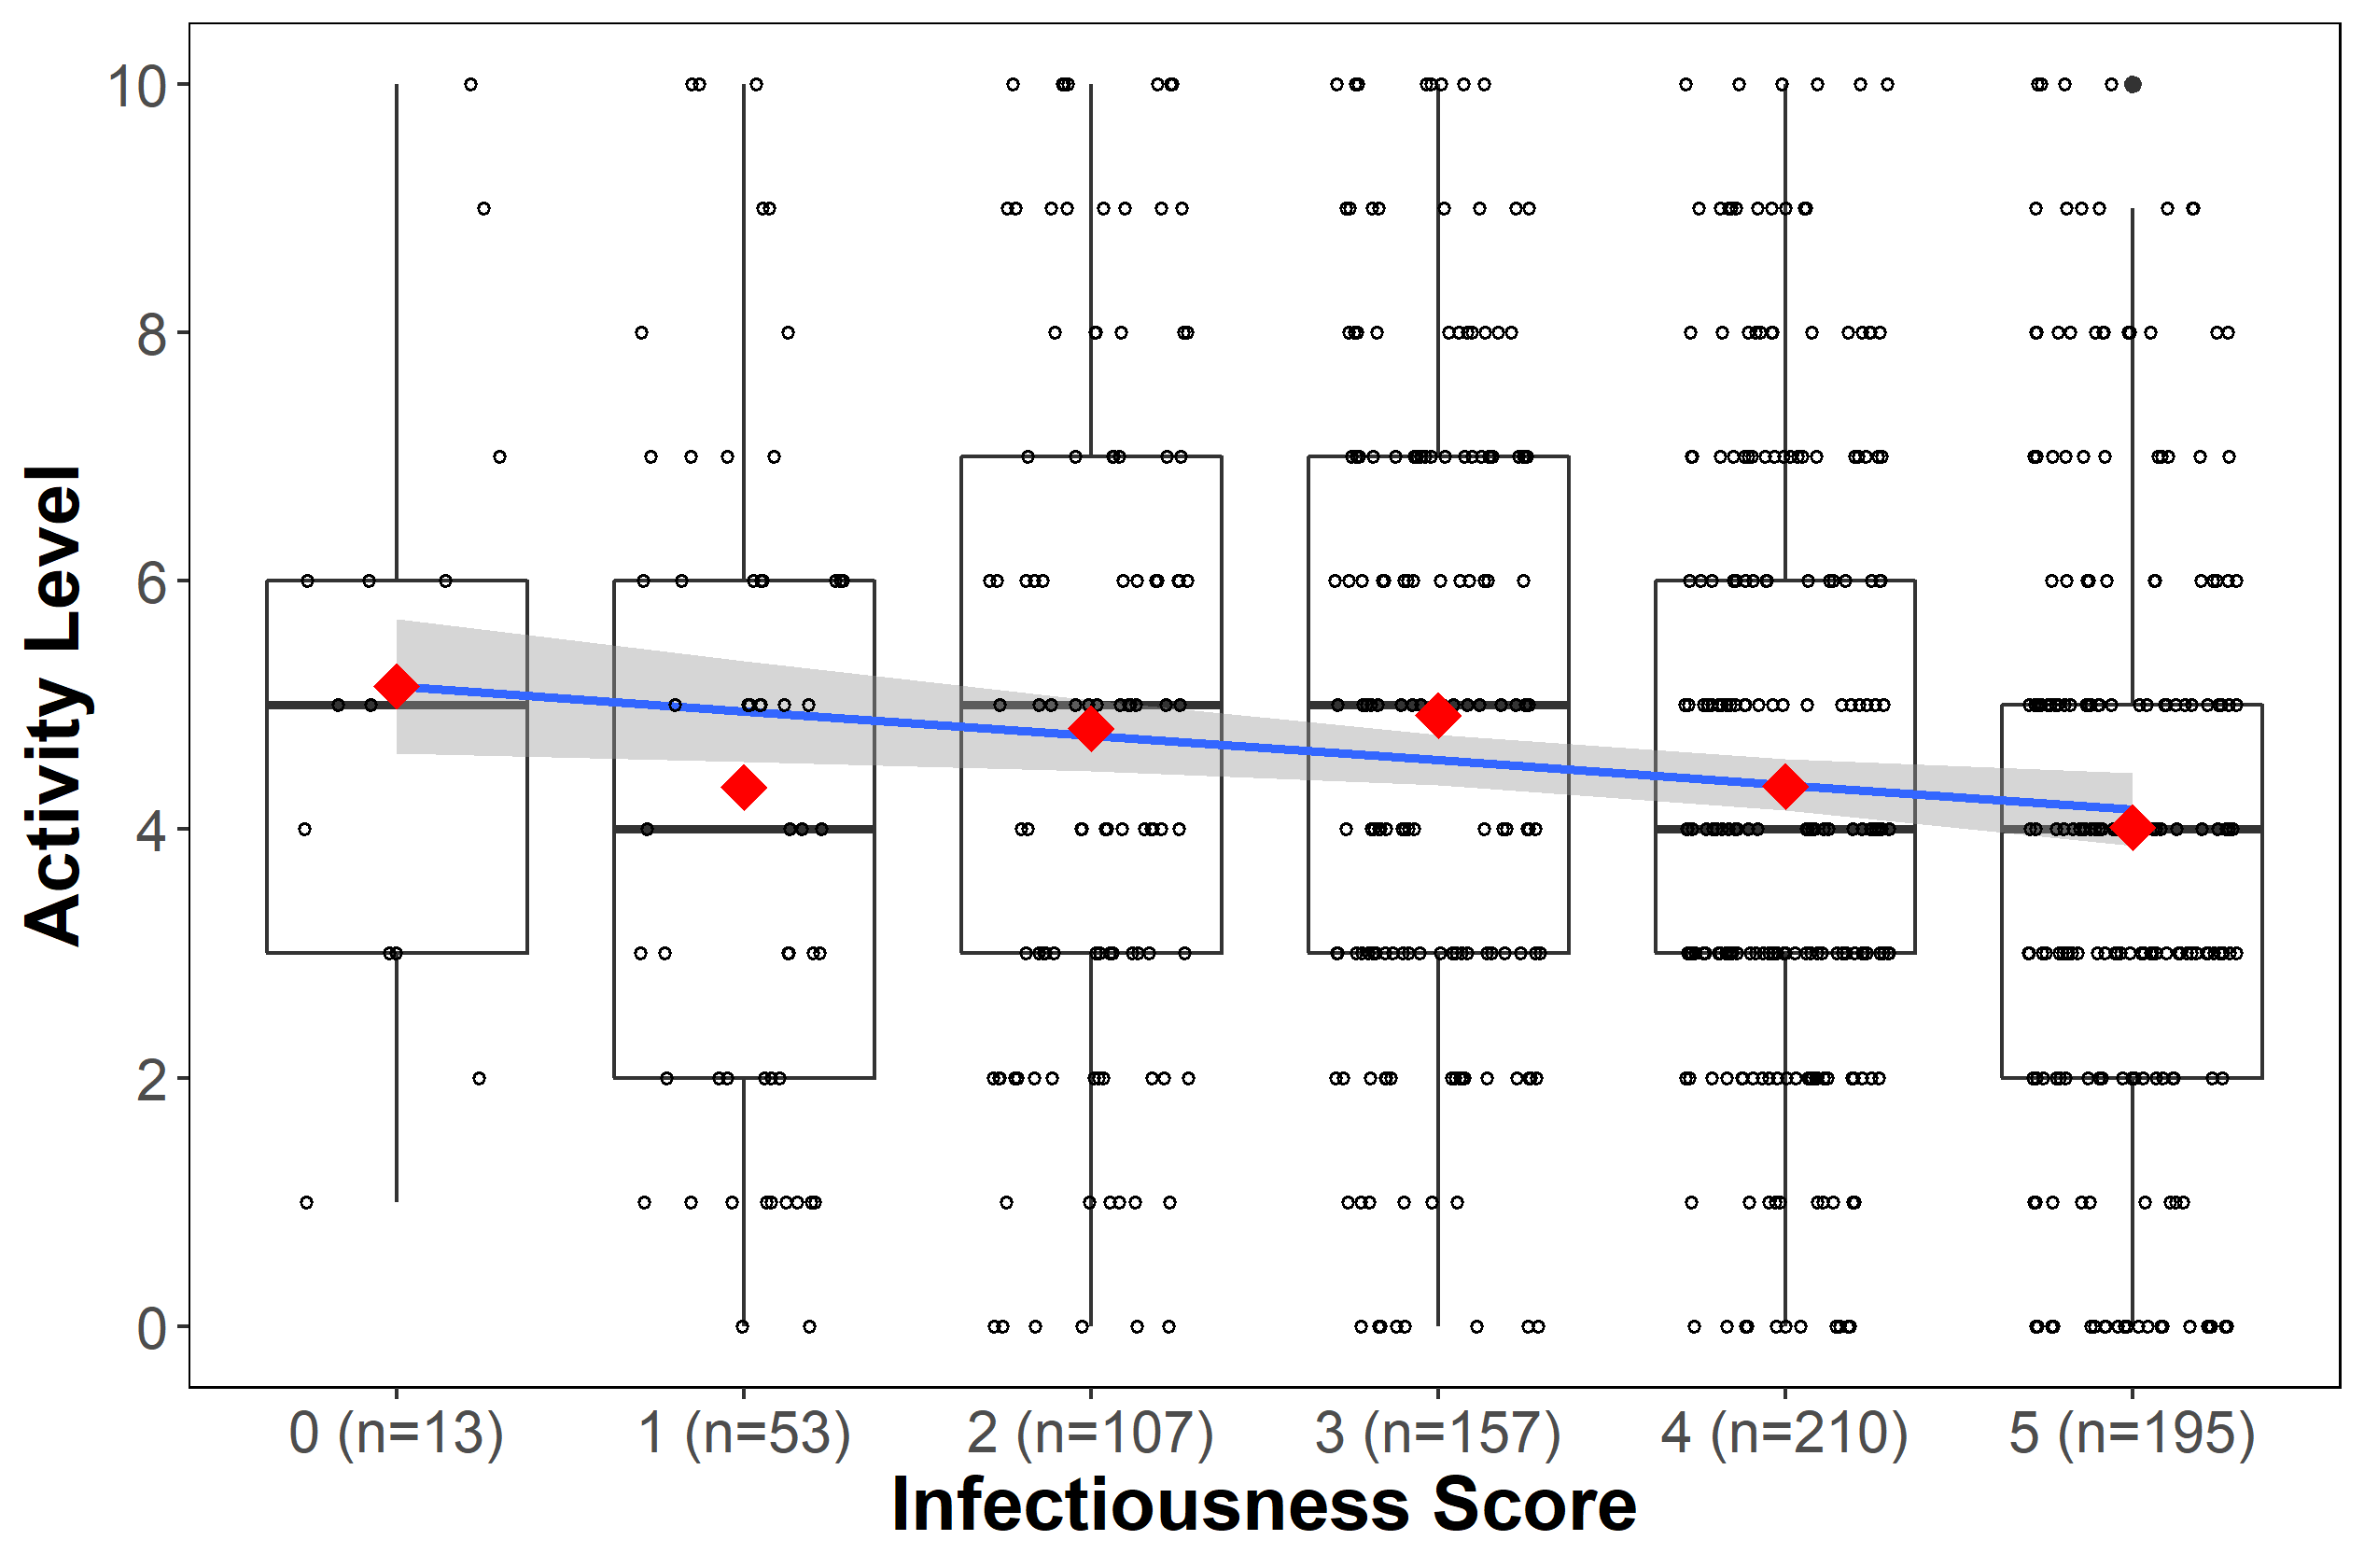 10
8
6
4
2
0
Activity Level
0 (n=13) 1 (n=53) 2 (n=107) 3 (n=157) 4 (n=210) 5 (n=195)
Infectiousness Score